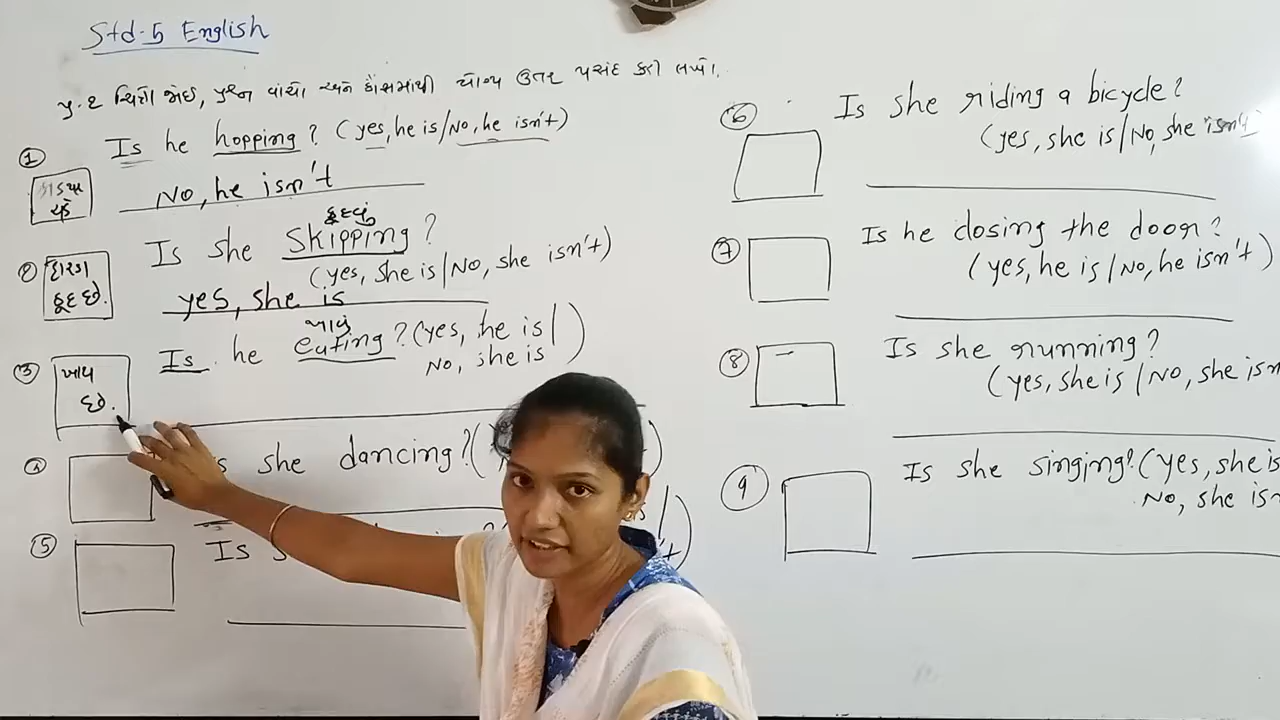 Std-5 English
પ્ર.૨ ચિત્રો જોઈ, પ્રશ્ન વાંચો અને કૌંસમાંથી યોગ્ય ઉત્તર પસંદ કરી લખો.
① Is he hopping? (yes, he is/No, he isn't)
ચડે
No, he isn't
કૂદવું
② Is she skipping?
(yes, she is/No, she isn't)
દોરડા
કૂદે છે.
yes, she is
ખાવું
③ Is he eating? (yes, he is/
No, she is )
ખાય
છે.
૪ she dancing? (
⑤ Is
⑥ Is she riding a bicycle?
(yes, she is/No, she isn't
⑦ Is he closing the door?
(yes, he is/No, he isn't)
⑧ Is she running?
(yes, she is/No, she isn
⑨ Is she singing? (yes, she is
No, she is